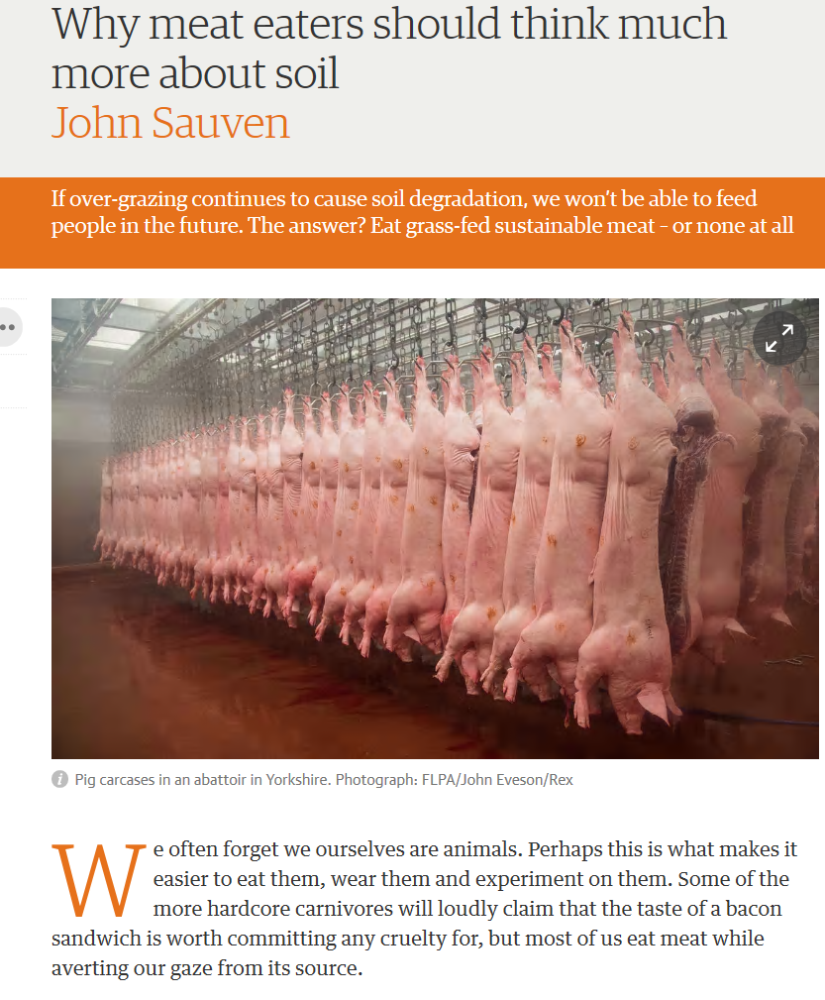 Why meat eaters should think much
more about soil
John Sauven
If over-grazing continues to cause soil degradation, we won't be able to feed
people in the future. The answer? Eat grass-fed sustainable meat – or none at all
Pig carcases in an abattoir in Yorkshire. Photograph: FLPA/John Eveson/Rex
We often forget we ourselves are animals. Perhaps this is what makes it
easier to eat them, wear them and experiment on them. Some of the
more hardcore carnivores will loudly claim that the taste of a bacon
sandwich is worth committing any cruelty for, but most of us eat meat while
averting our gaze from its source.